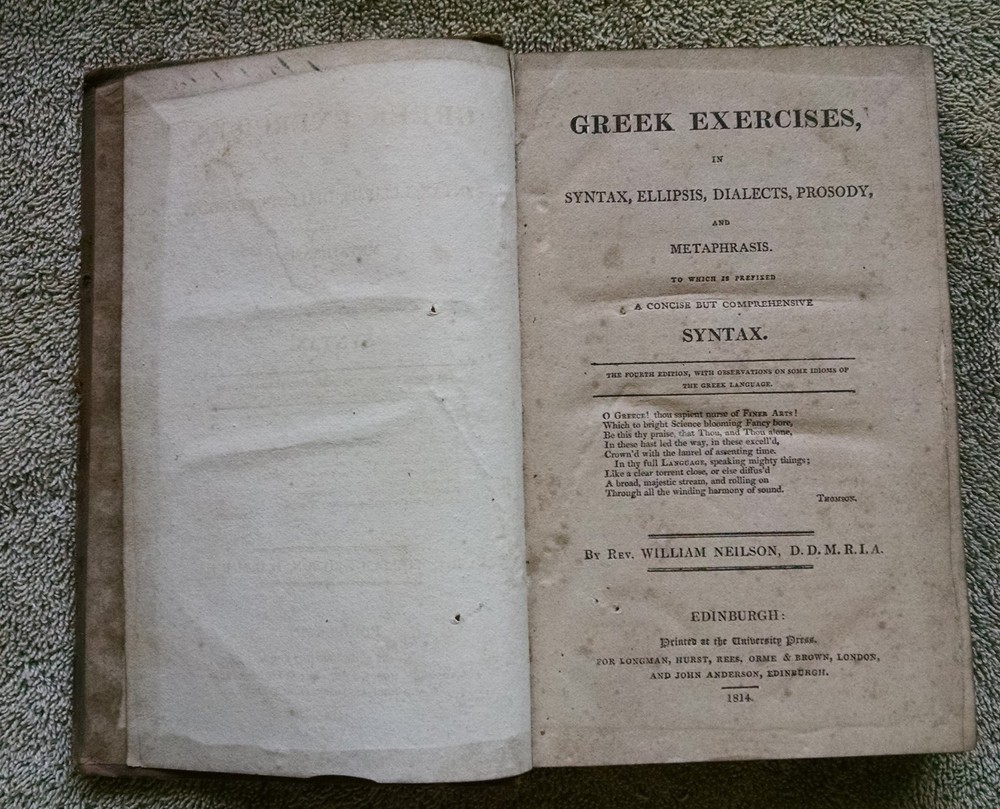 GREEK EXERCISES,
IN
SYNTAX, ELLIPSIS, DIALECTS, PROSODY,
AND
METAPHRASIS.
TO WHICH IS PREFIXED
A CONCISE BUT COMPREHENSIVE
SYNTAX.
THE FOURTH EDITION, WITH OBSERVATIONS ON SOME IDIOMS OF
THE GREEK LANGUAGE.
O GREECE! thou sapient nurse of FINER ARTS!
Which to bright Science blooming Fancy bore,
Be this thy praise, that Thou, and Thou alone,
In these hast led the way, in these excell'd,
Crown'd with the laurel of assenting time.
In thy full LANGUAGE, speaking mighty things;
Like a clear torrent close, or else diffus'd
A broad, majestic stream, and rolling on
Through all the winding harmony of sound.
THOMSON.
BY REV. WILLIAM NEILSON, D. D. M. R. I. A.
EDINBURGH:
Printed at the University Press.
FOR LONGMAN, HURST, REES, ORME & BROWN, LONDON,
AND JOHN ANDERSON, EDINBURGH.
1814.